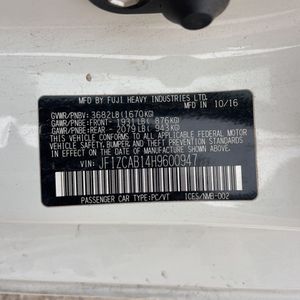 MFD BY FUJI HEAVY INDUSTRIES LTD.
10/16
GVWR/PNBV: 3682LB(1670KG)
GAWR/PNBE:FRONT- 1931LB( 876KG)
GAWR/PNBE:REAR - 2079LB( 943KG)
THIS VEHICLE CONFORMS TO ALL APPLICABLE
FEDERAL MOTOR VEHICLE SAFETY, BUMPER,
AND THEFT PREVENTION STANDARDS IN
EFFECT ON THE DATE OF MANUFACTURE
SHOWN ABOVE.
VIN: JF1ZCAB14H9600947
PASSENGER CAR TYPE:PC/VT ICES/NMB-002